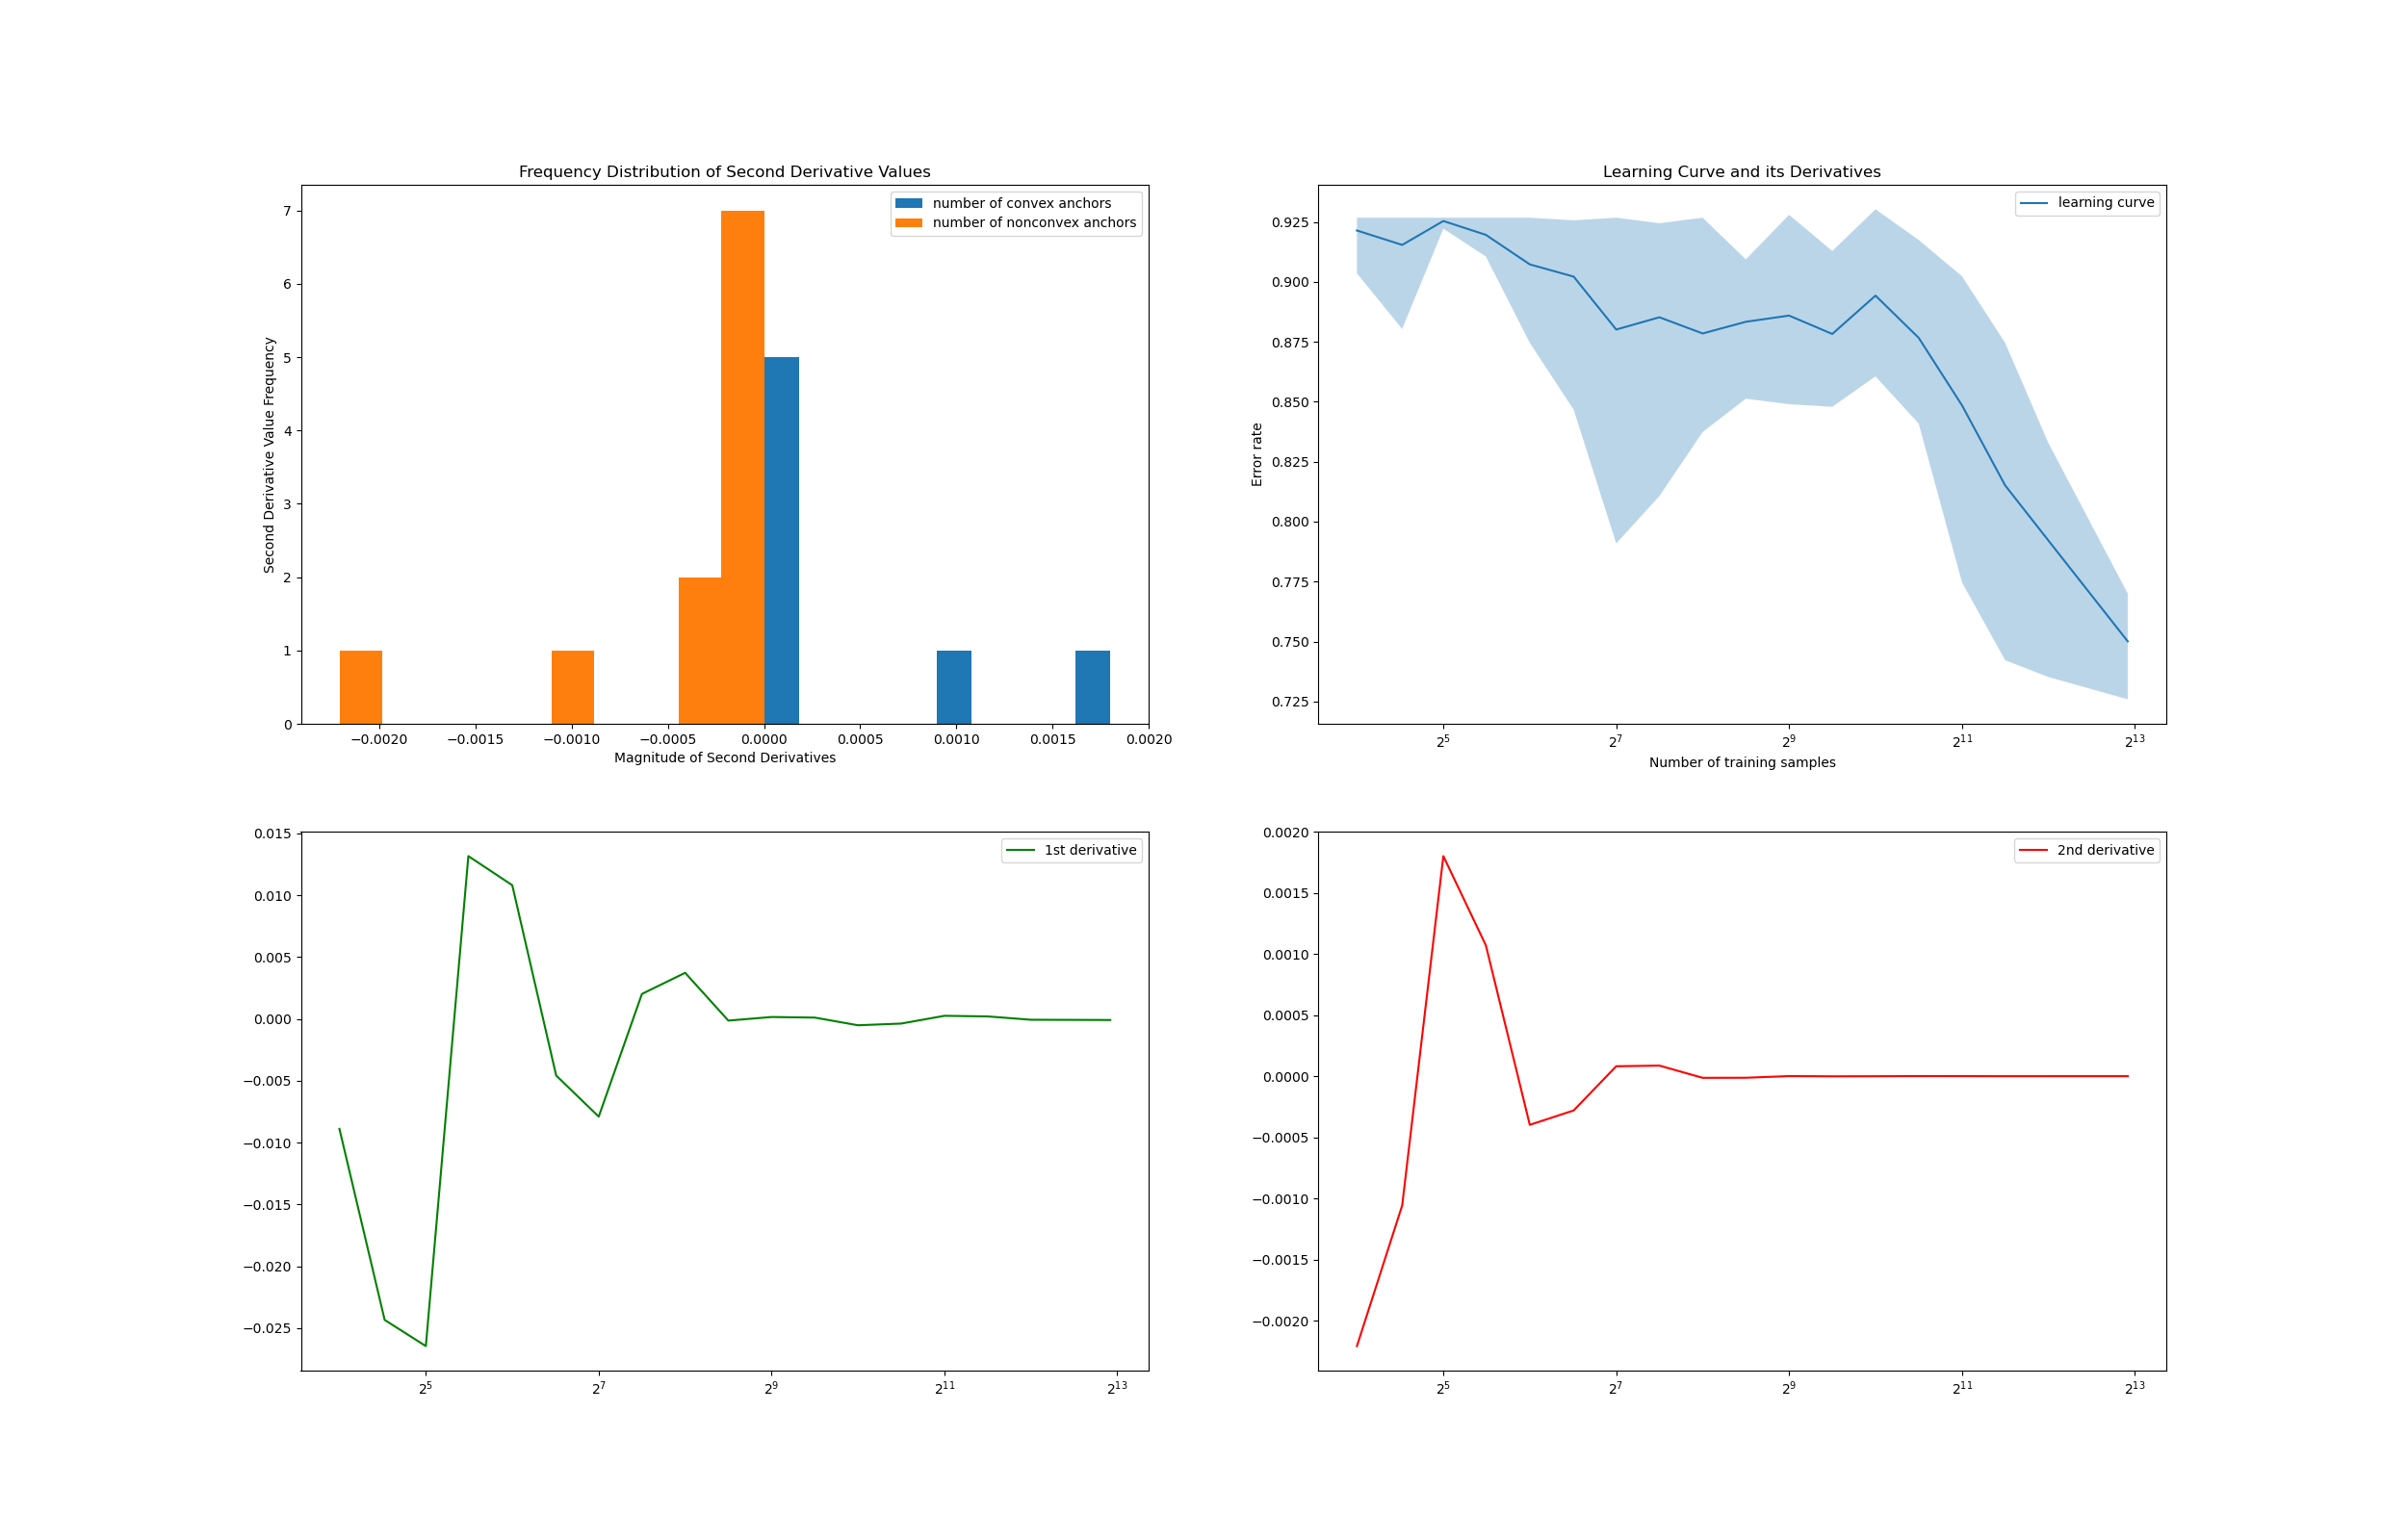 Frequency Distribution of Second Derivative Values
number of convex anchors
number of nonconvex anchors
7
6
5
4
3
2
1
0
Second Derivative Value Frequency
−0.0020 −0.0015 −0.0010 −0.0005 0.0000 0.0005 0.0010 0.0015 0.0020
Magnitude of Second Derivatives
Learning Curve and its Derivatives
learning curve
0.925
0.900
0.875
0.850
0.825
0.800
0.775
0.750
0.725
Error rate
2^5 2^7 2^9 2^11 2^13
Number of training samples
1st derivative
0.015
0.010
0.005
0.000
−0.005
−0.010
−0.015
−0.020
−0.025
2^5 2^7 2^9 2^11 2^13
2nd derivative
0.0020
0.0015
0.0010
0.0005
0.0000
−0.0005
−0.0010
−0.0015
−0.0020
2^5 2^7 2^9 2^11 2^13